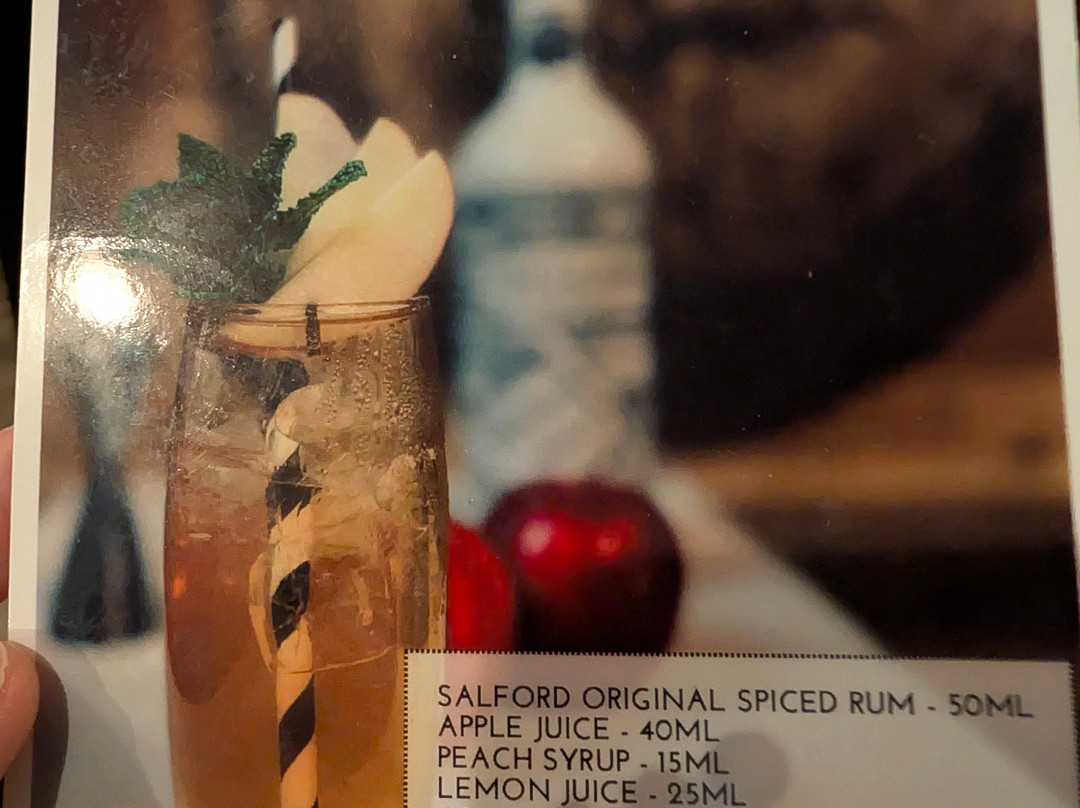 SALFORD ORIGINAL SPICED RUM - 50ML
APPLE JUICE - 40ML
PEACH SYRUP - 15ML
LEMON JUICE - 25ML